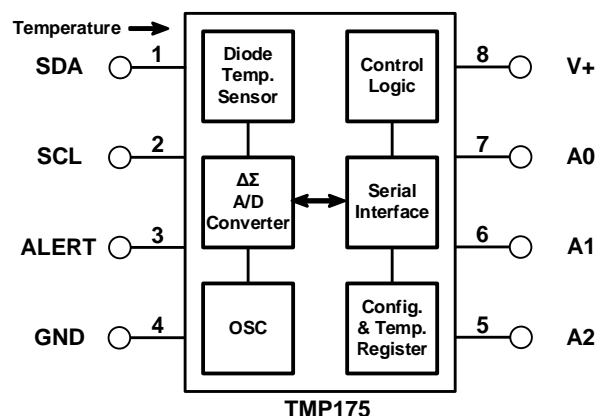 Temperature
SDA
1
Diode
Temp.
Sensor
Control
Logic
8
V+
SCL
2
ΔΣ
A/D
Converter
Serial
Interface
7
A0
ALERT
3
6
A1
GND
4
OSC
Config.
& Temp.
Register
5
A2
TMP175